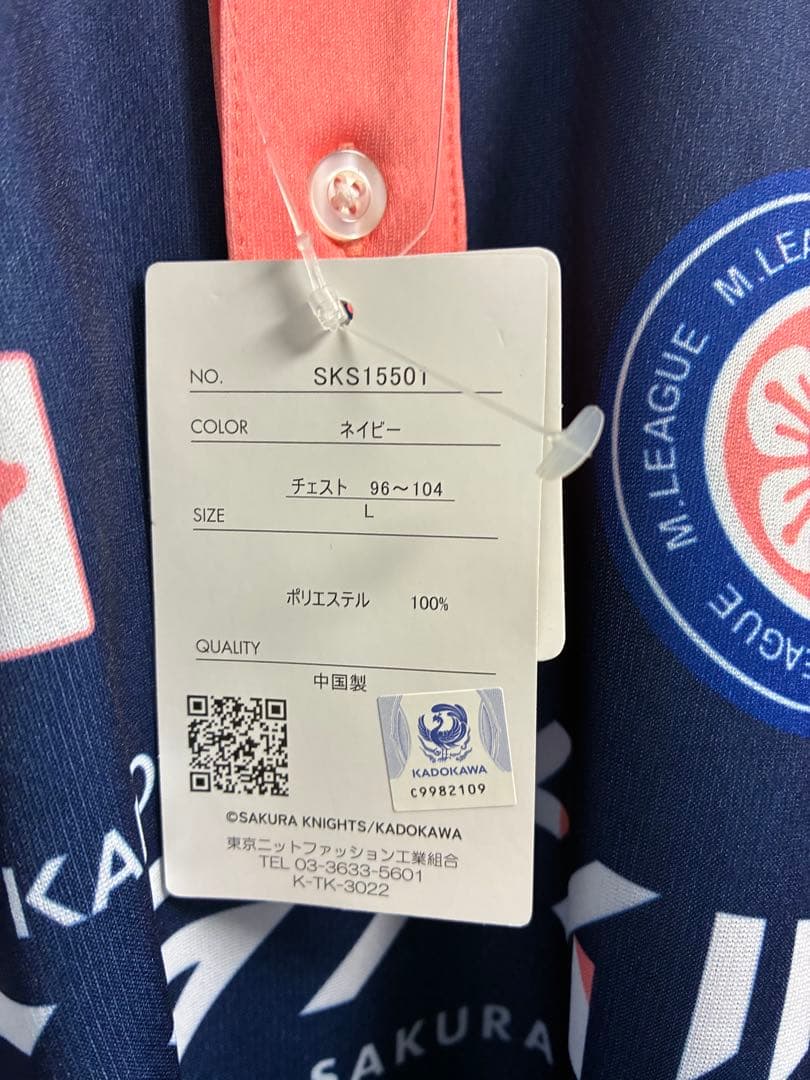 NO. SKS15501
COLOR ネイビー
チェスト 96～104
SIZE L
ポリエステル 100%
QUALITY
中国製
KADOKAWA
C9982109
©SAKURA KNIGHTS/KADOKAWA
東京ニットファッション工業組合
TEL 03-3633-5601
K-TK-3022
M.LEAGUE
M.LEA
LEAGUE
KAD
SAKURA